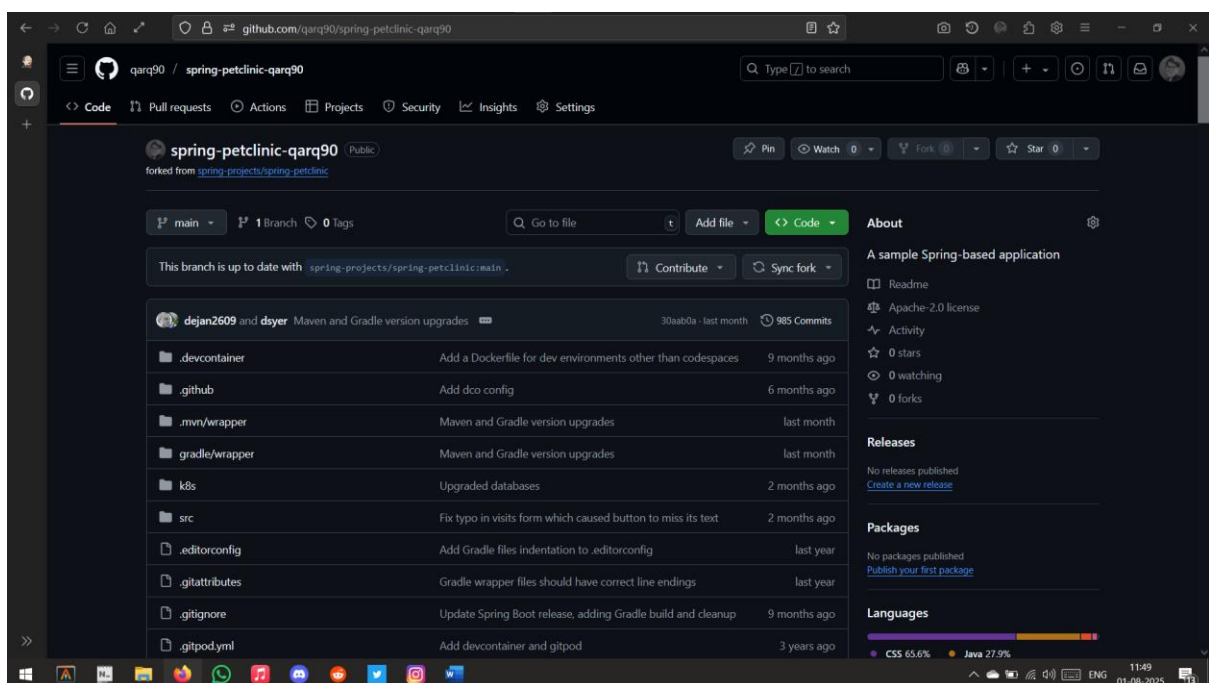 github.com/qarq90/spring-petclinic-qarq90
qarq90 / spring-petclinic-qarq90
Type / to search
Code Pull requests Actions Projects Security Insights Settings
spring-petclinic-qarq90 Public
Pin Watch 0 Fork 0 Star 0
forked from spring-projects/spring-petclinic
main 1 Branch 0 Tags Go to file t Add file Code
This branch is up to date with spring-projects/spring-petclinic:main . Contribute Sync fork
dejan2609 and dsyer Maven and Gradle version upgrades 30aab0a · last month 985 Commits
.devcontainer Add a Dockerfile for dev environments other than codespaces 9 months ago
.github Add dco config 6 months ago
.mvn/wrapper Maven and Gradle version upgrades last month
gradle/wrapper Maven and Gradle version upgrades last month
k8s Upgraded databases 2 months ago
src Fix typo in visits form which caused button to miss its text 2 months ago
.editorconfig Add Gradle files indentation to .editorconfig last year
.gitattributes Gradle wrapper files should have correct line endings last year
.gitignore Update Spring Boot release, adding Gradle build and cleanup 9 months ago
.gitpod.yml Add devcontainer and gitpod 3 years ago
About
A sample Spring-based application
Readme
Apache-2.0 license
Activity
0 stars
0 watching
0 forks
Releases
No releases published
Create a new release
Packages
No packages published
Publish your first package
Languages
CSS 65.6% Java 27.9%
ENG
11:49
01-08-2025
13